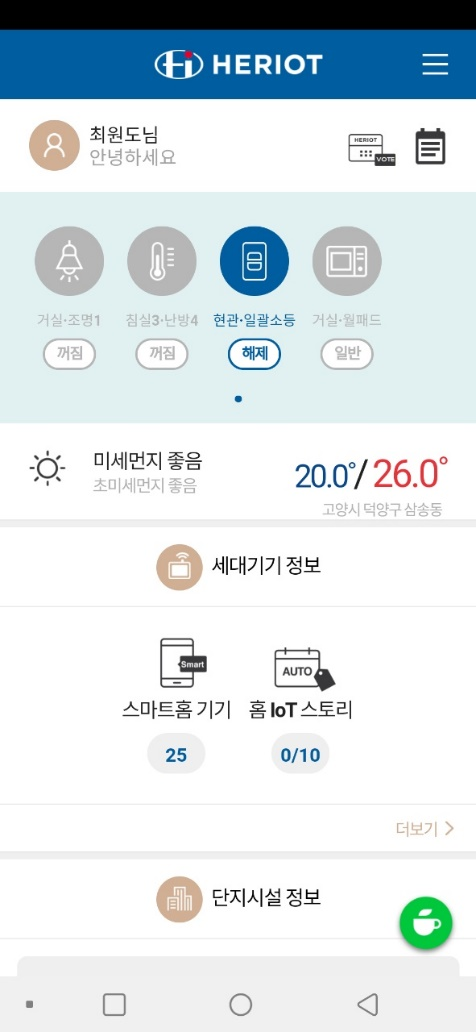 HERIOT
최원도님
안녕하세요
HERIOT
VOTE
거실·조명1
침실3·난방4
현관·일괄소등
거실·월패드
꺼짐
꺼짐
해제
일반
미세먼지 좋음
초미세먼지 좋음
20.0°/26.0°
고양시 덕양구 삼송동
세대기기 정보
Smart
AUTO
스마트홈 기기
홈 IoT 스토리
25
0/10
더보기 >
단지시설 정보